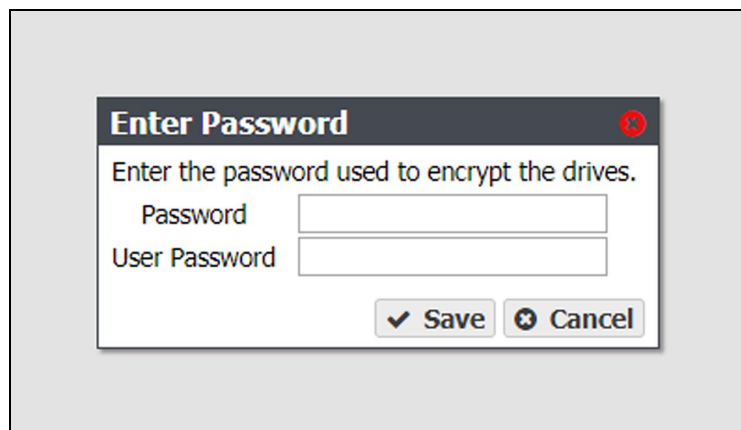 Enter Password
Enter the password used to encrypt the drives.
Password
User Password
Save Cancel